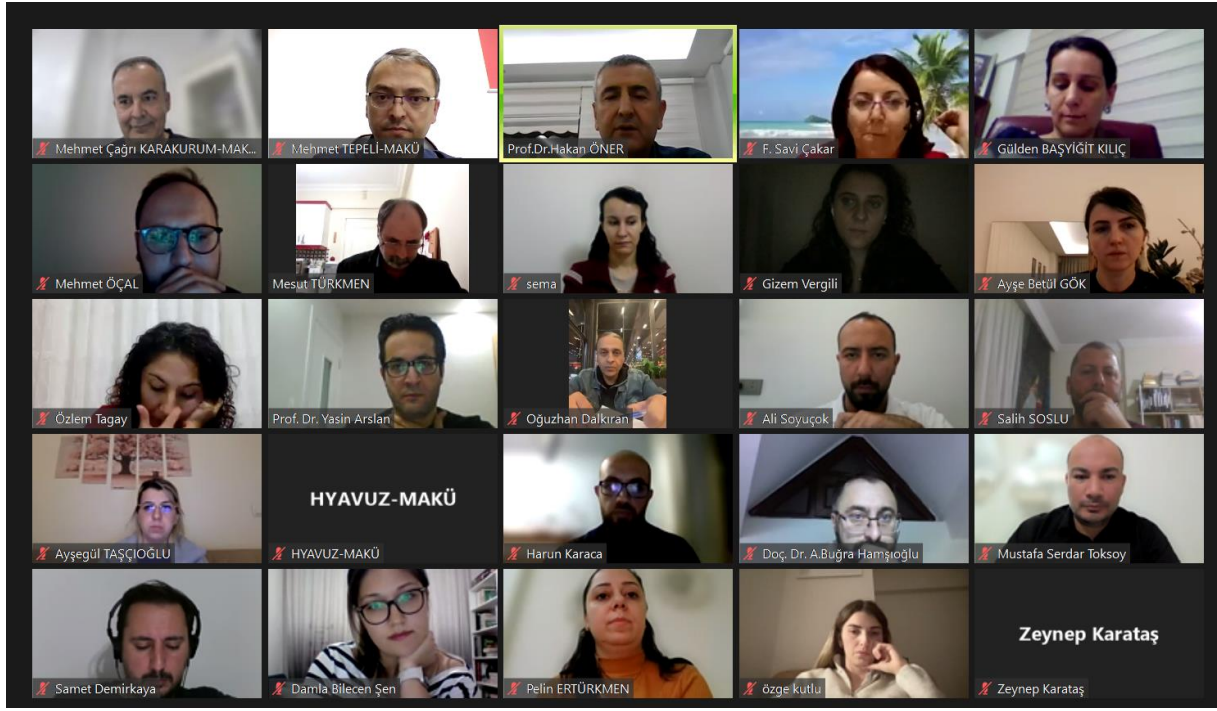 Mehmet Çağrı KARAKURUM-MAK...
Mehmet TEPELİ-MAKÜ
Prof.Dr.Hakan ÖNER
F. Savi Çakar
Gülden BAŞYİĞİT KILIÇ
Mehmet ÖÇAL
Mesut TÜRKMEN
sema
Gizem Vergili
Ayşe Betül GÖK
Özlem Tagay
Prof. Dr. Yasin Arslan
Oğuzhan Dalkıran
Ali Soyuçok
Salih SOSLU
Ayşegül TAŞÇIOĞLU
HYAVUZ-MAKÜ
HYAVUZ-MAKÜ
Harun Karaca
Doç. Dr. A.Buğra Hamşıoğlu
Mustafa Serdar Toksoy
Samet Demirkaya
Damla Bilecen Şen
Pelin ERTÜRKMEN
özge kutlu
Zeynep Karataş
Zeynep Karataş